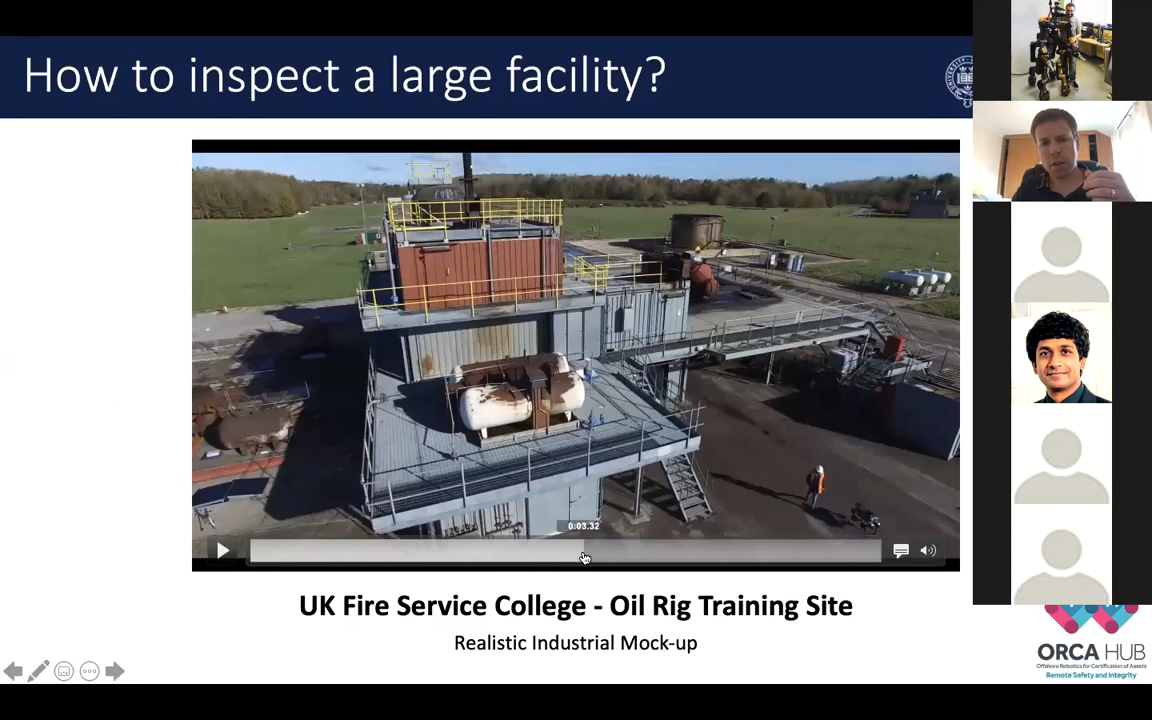 How to inspect a large facility?
0:03.32
UK Fire Service College - Oil Rig Training Site
Realistic Industrial Mock-up
ORCA HUB
Offshore Robotics for Certification of Assets
Remote Safety and Integrity